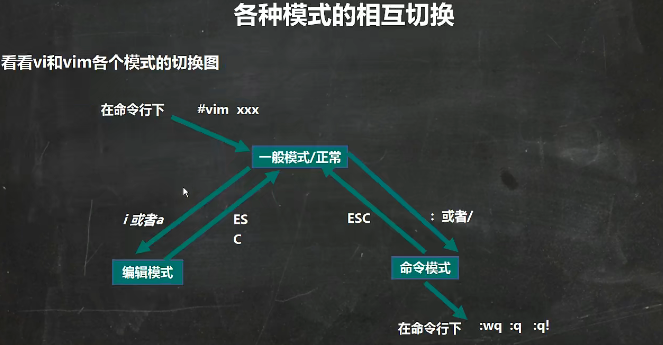 各种模式的相互切换
看看vi和vim各个模式的切换图
在命令行下 #vim xxx
一般模式/正常
i 或者a
ES
C
ESC
: 或者/
编辑模式
命令模式
在命令行下 :wq :q :q!